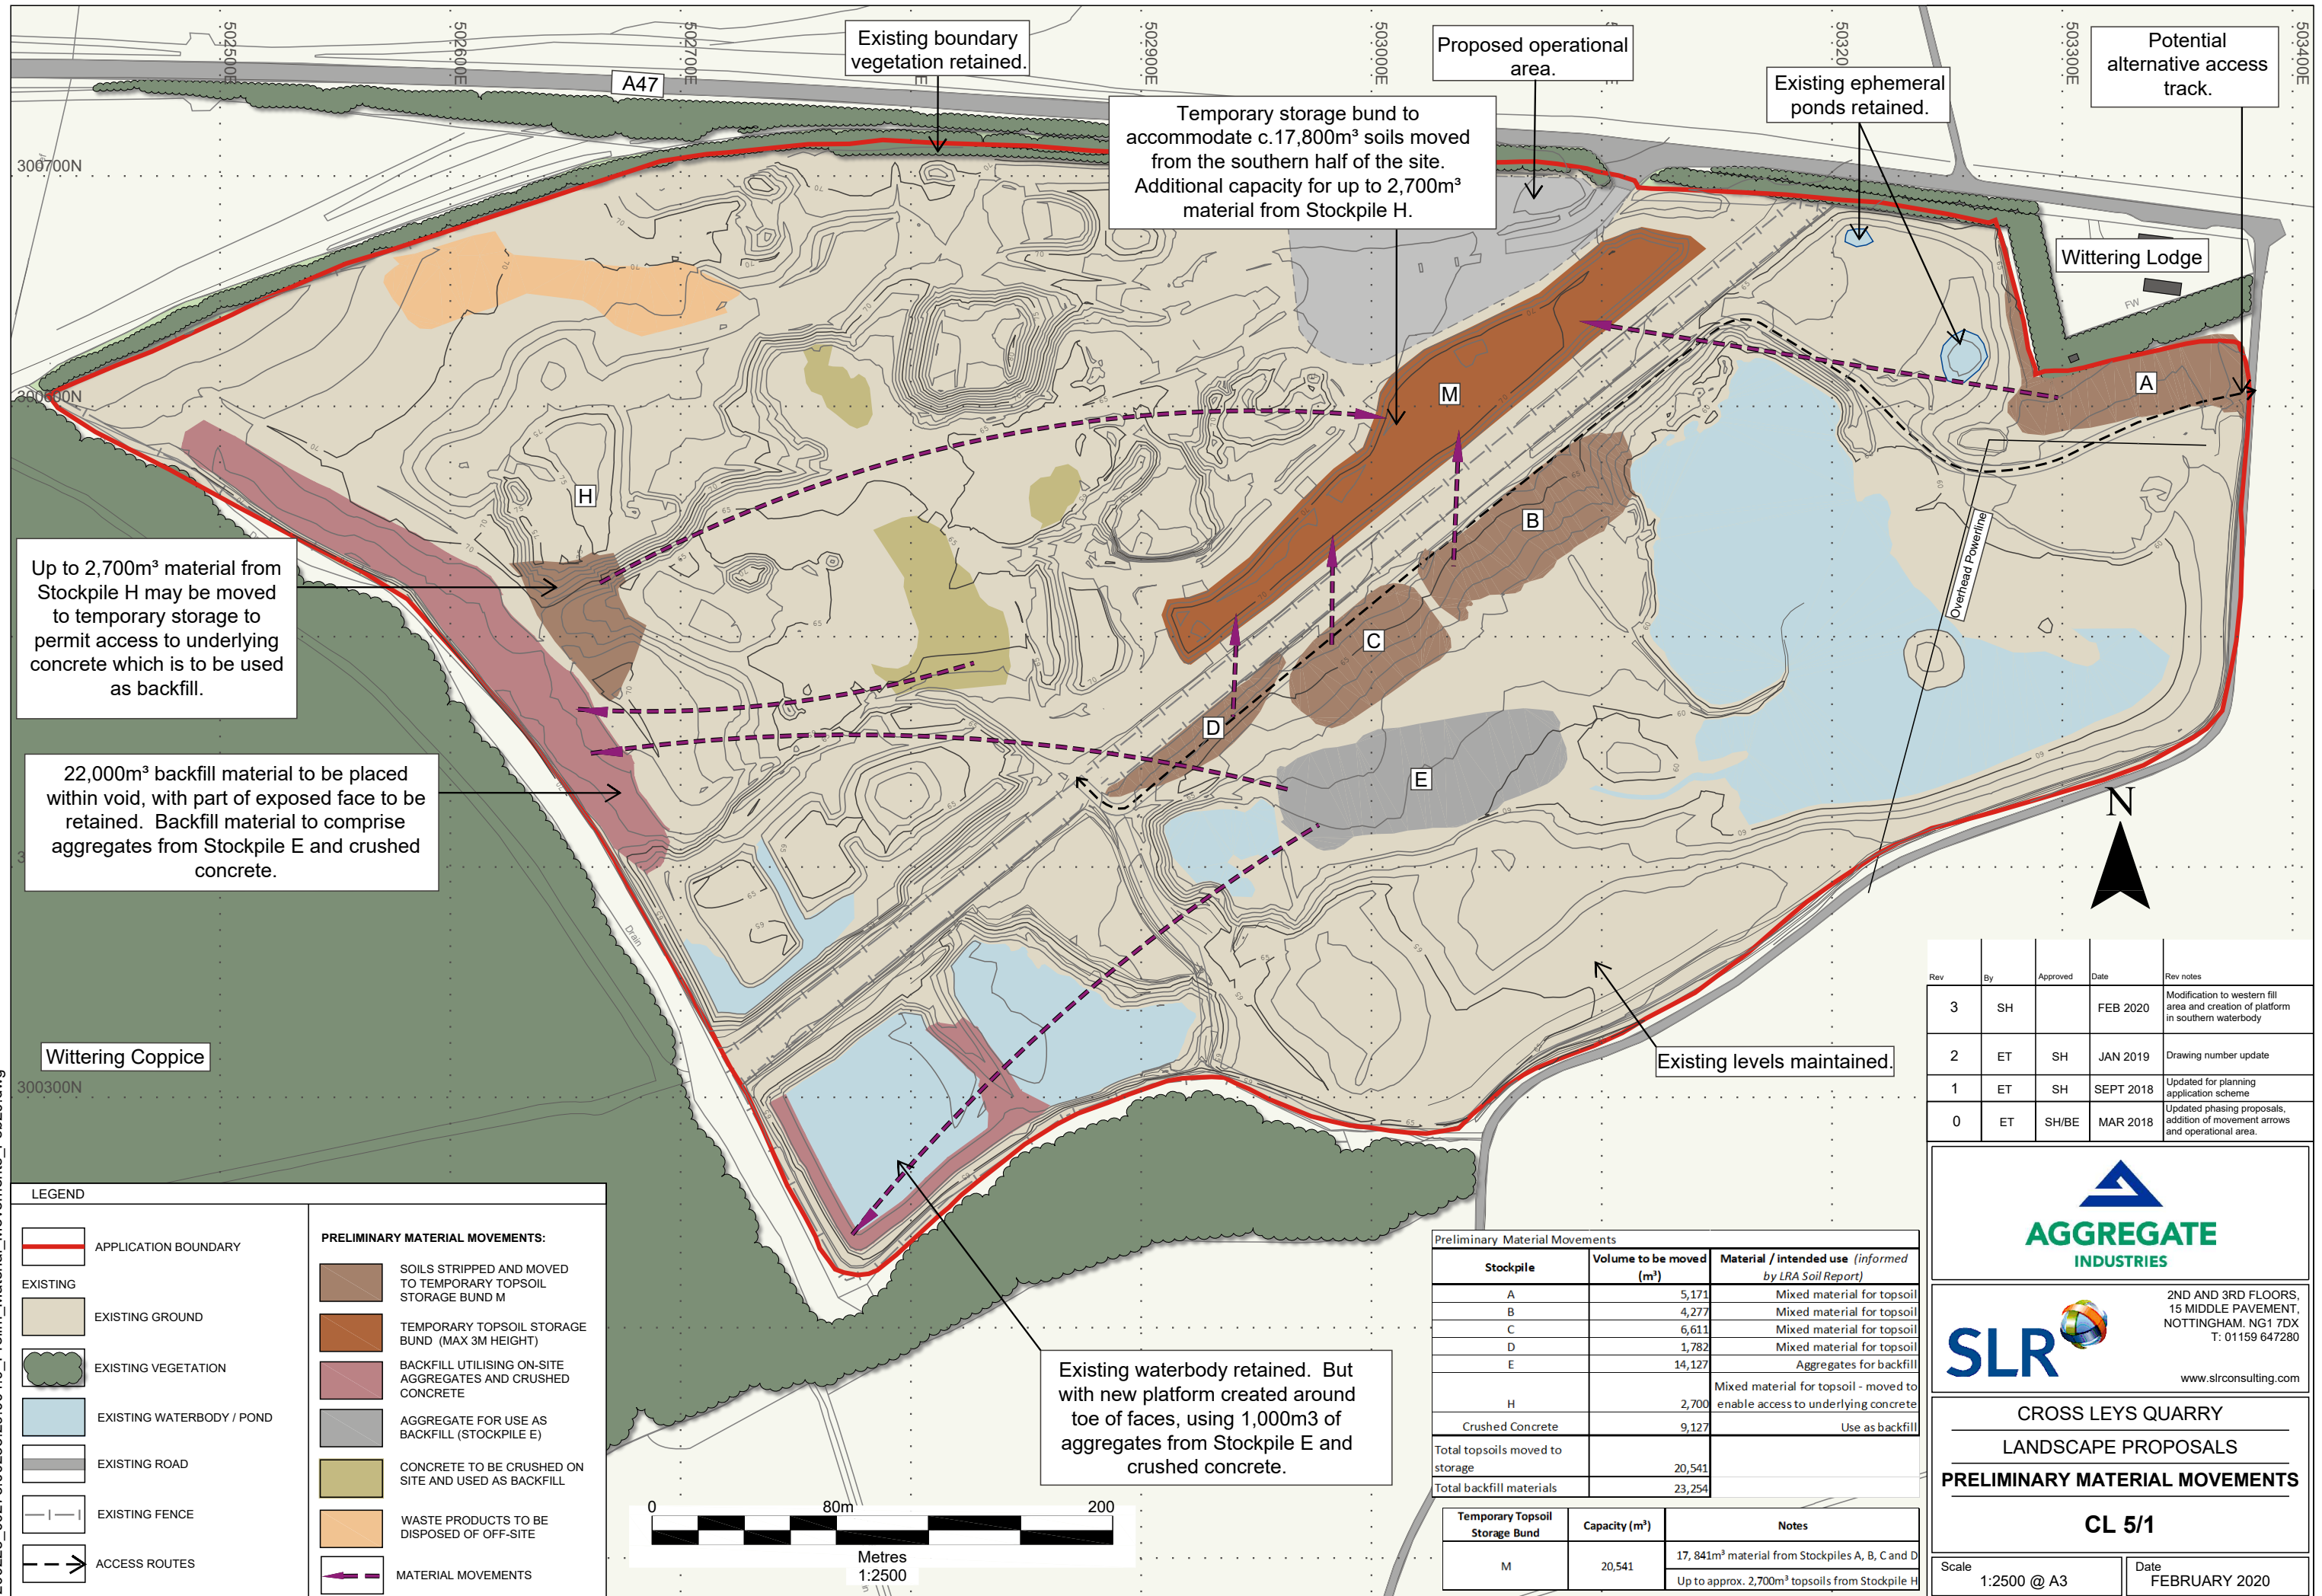 502500E
502600E
502700E
502900E
503000E
50320
503300E
503400E
300700N
300300N
A47
Existing boundary
vegetation retained.
Temporary storage bund to
accommodate c.17,800m³ soils moved
from the southern half of the site.
Additional capacity for up to 2,700m³
material from Stockpile H.
Proposed operational
area.
Existing ephemeral
ponds retained.
Potential
alternative access
track.
Wittering Lodge
FW
A
M
B
H
C
D
E
Overhead Powerline
Up to 2,700m³ material from
Stockpile H may be moved
to temporary storage to
permit access to underlying
concrete which is to be used
as backfill.
22,000m³ backfill material to be placed
within void, with part of exposed face to be
retained. Backfill material to comprise
aggregates from Stockpile E and crushed
concrete.
Drain
N
Wittering Coppice
Existing levels maintained.
Existing waterbody retained. But
with new platform created around
toe of faces, using 1,000m3 of
aggregates from Stockpile E and
crushed concrete.
LEGEND
APPLICATION BOUNDARY
EXISTING
EXISTING GROUND
EXISTING VEGETATION
EXISTING WATERBODY / POND
EXISTING ROAD
EXISTING FENCE
ACCESS ROUTES
PRELIMINARY MATERIAL MOVEMENTS:
SOILS STRIPPED AND MOVED
TO TEMPORARY TOPSOIL
STORAGE BUND M
TEMPORARY TOPSOIL STORAGE
BUND (MAX 3M HEIGHT)
BACKFILL UTILISING ON-SITE
AGGREGATES AND CRUSHED
CONCRETE
AGGREGATE FOR USE AS
BACKFILL (STOCKPILE E)
CONCRETE TO BE CRUSHED ON
SITE AND USED AS BACKFILL
WASTE PRODUCTS TO BE
DISPOSED OF OFF-SITE
MATERIAL MOVEMENTS
0 80m 200
Metres
1:2500
Preliminary Material Movements
Stockpile Volume to be moved (m³) Material / intended use (informed by LRA Soil Report)
A 5,171 Mixed material for topsoil
B 4,277 Mixed material for topsoil
C 6,611 Mixed material for topsoil
D 1,782 Mixed material for topsoil
E 14,127 Aggregates for backfill
H 2,700 Mixed material for topsoil - moved to enable access to underlying concrete
Crushed Concrete 9,127 Use as backfill
Total topsoils moved to storage 20,541
Total backfill materials 23,254
Temporary Topsoil Storage Bund Capacity (m³) Notes
M 20,541 17, 841m³ material from Stockpiles A, B, C and D
Up to approx. 2,700m³ topsoils from Stockpile H
Rev By Approved Date Rev notes
3 SH FEB 2020 Modification to western fill area and creation of platform in southern waterbody
2 ET SH JAN 2019 Drawing number update
1 ET SH SEPT 2018 Updated for planning application scheme
0 ET SH/BE MAR 2018 Updated phasing proposals, addition of movement arrows and operational area.
AGGREGATE
INDUSTRIES
SLR
2ND AND 3RD FLOORS,
15 MIDDLE PAVEMENT,
NOTTINGHAM. NG1 7DX
T: 01159 647280
www.slrconsulting.com
CROSS LEYS QUARRY
LANDSCAPE PROPOSALS
PRELIMINARY MATERIAL MOVEMENTS
CL 5/1
Scale
1:2500 @ A3
Date
FEBRUARY 2020